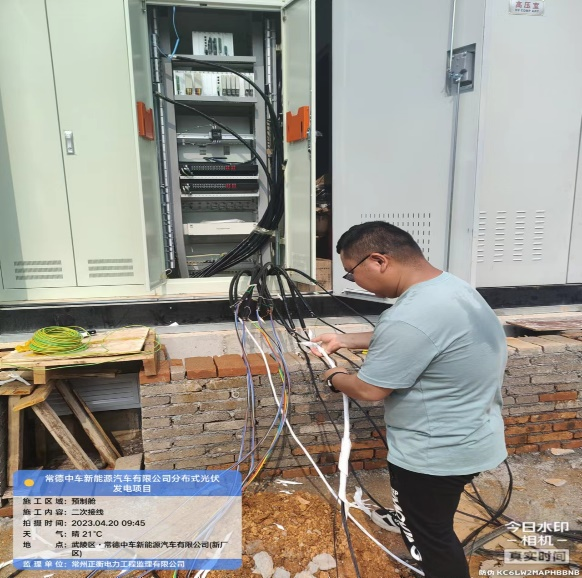 高压室
常德中车新能源汽车有限公司分布式光伏
发电项目
施工区域：预制舱
施工内容：二次接线
拍摄时间：2023.04.20 09:45
天 气：晴 21℃
地 点：武陵区·常德中车新能源汽车有限公司(新厂
区)
监理单位：常州正衡电力工程监理有限公司
今日水印
相机
真实时间
防伪 KC6LW2MAPHBBNB